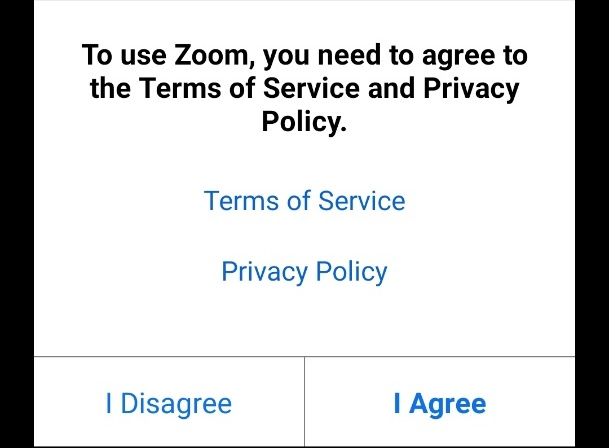 To use Zoom, you need to agree to
the Terms of Service and Privacy
Policy.
Terms of Service
Privacy Policy
I Disagree
I Agree